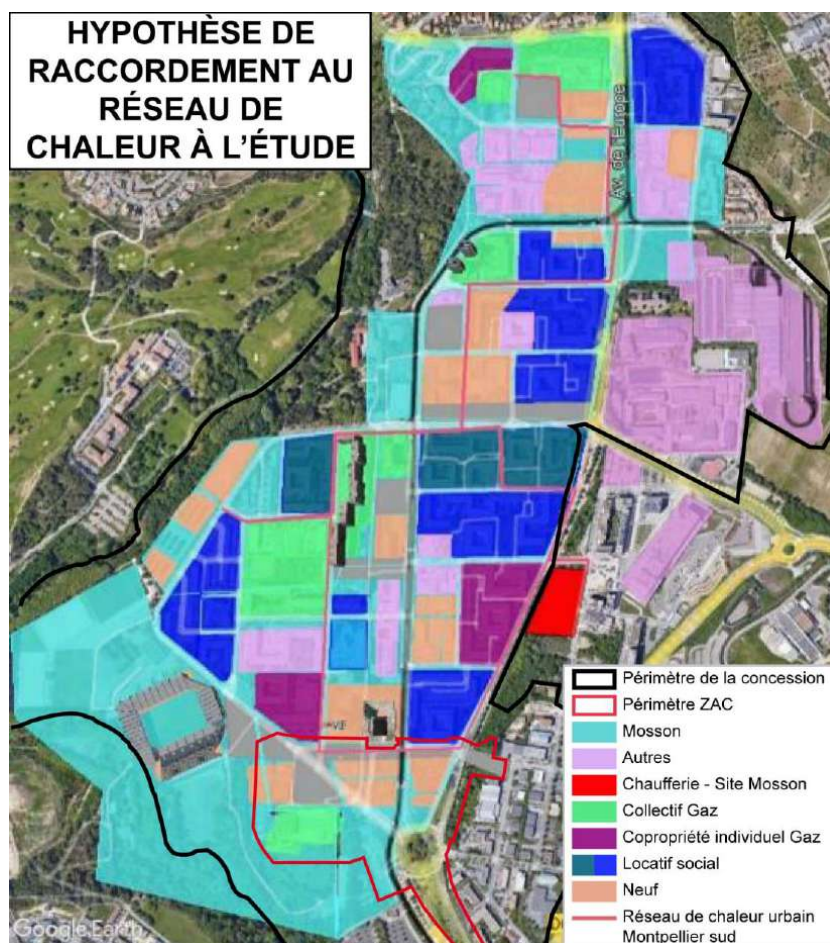 HYPOTHÈSE DE
RACCORDEMENT AU
RÉSEAU DE
CHALEUR À L'ÉTUDE
Av. de l'Europe
Périmètre de la concession
Périmètre ZAC
Mosson
Autres
Chaufferie - Site Mosson
Collectif Gaz
Copropriété individuel Gaz
Locatif social
Neuf
Réseau de chaleur urbain
Montpellier sud
Google Earth